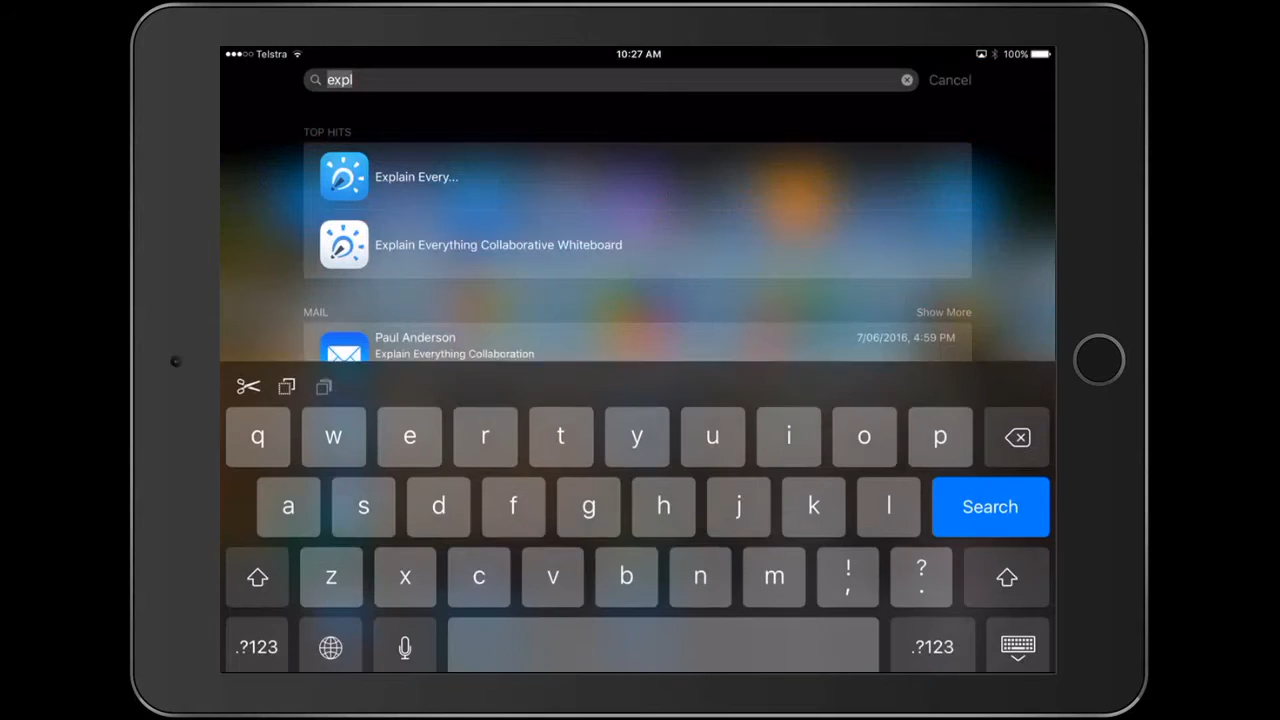 Telstra 10:27 AM 100%
expl Cancel
TOP HITS
Explain Every...
Explain Everything Collaborative Whiteboard
MAIL Show More
Paul Anderson 7/06/2016, 4:59 PM
Explain Everything Collaboration
q w e r t y u i o p
a s d f g h j k l Search
z x c v b n m ! , ? .
.?123 .?123